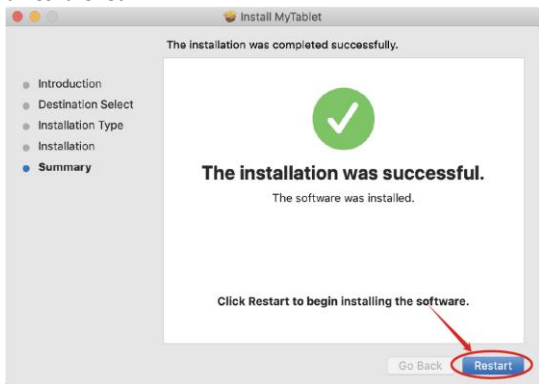 Install MyTablet
The installation was completed successfully.
Introduction
Destination Select
Installation Type
Installation
Summary
The installation was successful.
The software was installed.
Click Restart to begin installing the software.
Go Back
Restart